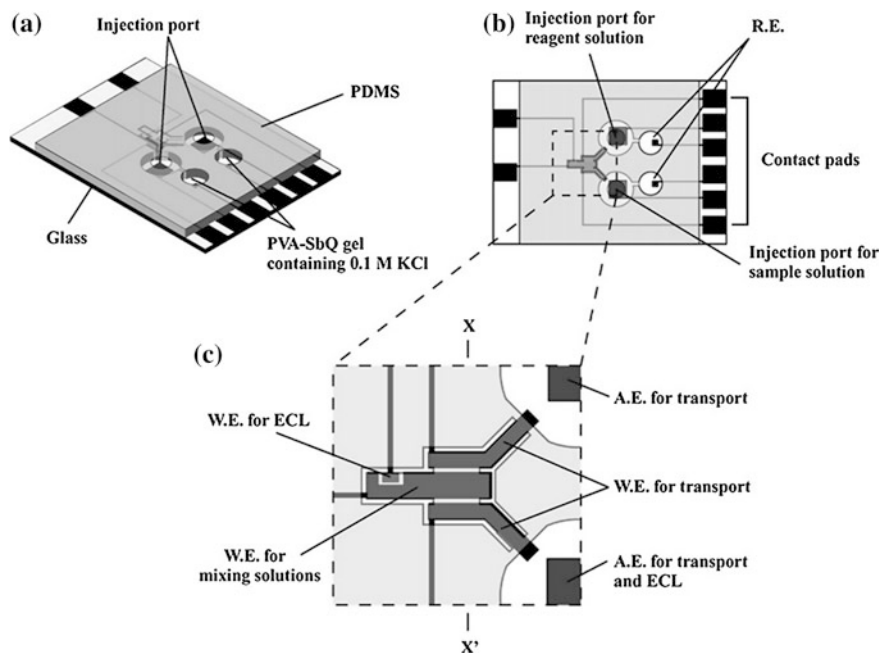 (a)
Injection port
PDMS
Glass
PVA-SbQ gel
containing 0.1 M KCl
(b)
Injection port for
reagent solution
R.E.
Contact pads
Injection port for
sample solution
(c)
X
A.E. for transport
W.E. for ECL
W.E. for transport
W.E. for
mixing solutions
A.E. for transport
and ECL
X'